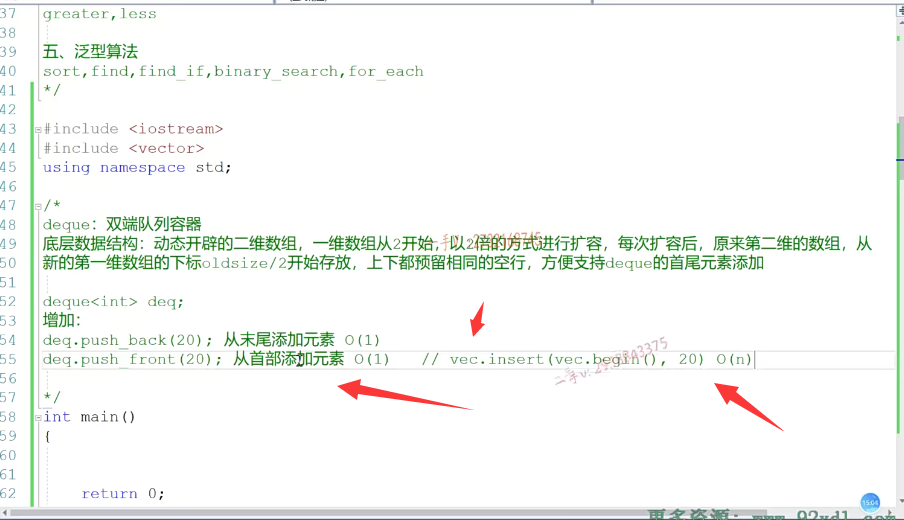 37 greater,less
38
39 五、泛型算法
40 sort,find,find_if,binary_search,for_each
41 */
42
43 #include <iostream>
44 #include <vector>
45 using namespace std;
46
47 /*
48 deque：双端队列容器
49 底层数据结构：动态开辟的二维数组，一维数组从2开始，以2倍的方式进行扩容，每次扩容后，原来第二维的数组，从
50 新的第一维数组的下标oldsize/2开始存放，上下都预留相同的空行，方便支持deque的首尾元素添加
51
52 deque<int> deq;
53 增加：
54 deq.push_back(20); 从末尾添加元素 O(1)
55 deq.push_front(20); 从首部添加元素 O(1) // vec.insert(vec.begin(), 20) O(n)
56
57 */
58 int main()
59 {
60
61
62 return 0;
15:04
更多资源：